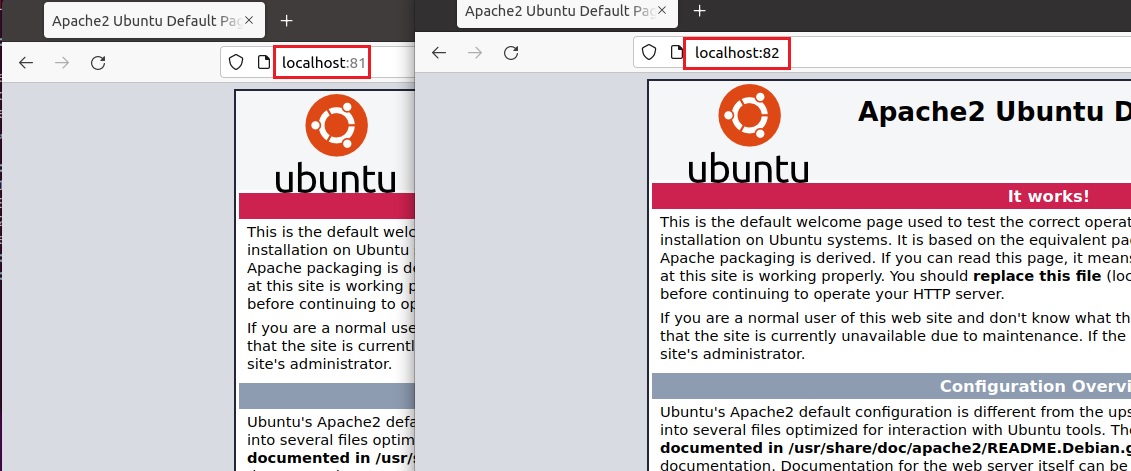 Apache2 Ubuntu Default Pag
localhost:81
ubuntu
This is the default welc
installation on Ubuntu
Apache packaging is de
at this site is working p
before continuing to op
If you are a normal use
that the site is currentl
site's administrator.
Ubuntu's Apache2 defa
into several files optim
documented in /usr/s
Apache2 Ubuntu Default Pag
localhost:82
ubuntu
Apache2 Ubuntu D
It works!
This is the default welcome page used to test the correct operat
installation on Ubuntu systems. It is based on the equivalent pa
Apache packaging is derived. If you can read this page, it means
at this site is working properly. You should replace this file (loc
before continuing to operate your HTTP server.
If you are a normal user of this web site and don't know what th
that the site is currently unavailable due to maintenance. If the
site's administrator.
Configuration Overvi
Ubuntu's Apache2 default configuration is different from the ups
into several files optimized for interaction with Ubuntu tools. The
documented in /usr/share/doc/apache2/README.Debian.g
documentation. Documentation for the web server itself can be